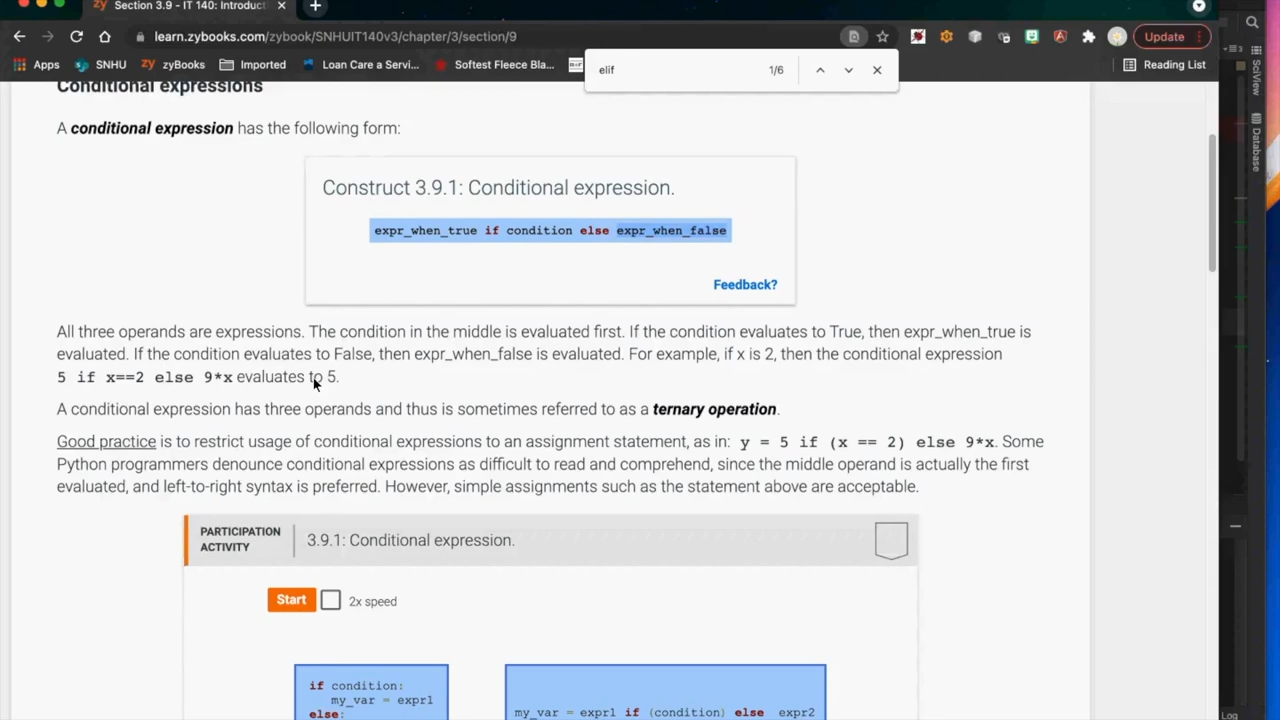 Section 3.9 - IT 140: Introduct
learn.zybooks.com/zybook/SNHUIT140v3/chapter/3/section/9
Update
Apps SNHU zyBooks Imported Loan Care a Servi... Softest Fleece Bla...
Reading List
elif 1/6
SciView
Database
Conditional expressions
A conditional expression has the following form:
Construct 3.9.1: Conditional expression.
expr_when_true if condition else expr_when_false
Feedback?
All three operands are expressions. The condition in the middle is evaluated first. If the condition evaluates to True, then expr_when_true is
evaluated. If the condition evaluates to False, then expr_when_false is evaluated. For example, if x is 2, then the conditional expression
5 if x==2 else 9*x evaluates to 5.
A conditional expression has three operands and thus is sometimes referred to as a ternary operation.
Good practice is to restrict usage of conditional expressions to an assignment statement, as in: y = 5 if (x == 2) else 9*x. Some
Python programmers denounce conditional expressions as difficult to read and comprehend, since the middle operand is actually the first
evaluated, and left-to-right syntax is preferred. However, simple assignments such as the statement above are acceptable.
PARTICIPATION
ACTIVITY
3.9.1: Conditional expression.
Start 2x speed
if condition:
my_var = expr1
else:
my_var = expr1 if (condition) else expr2
Log